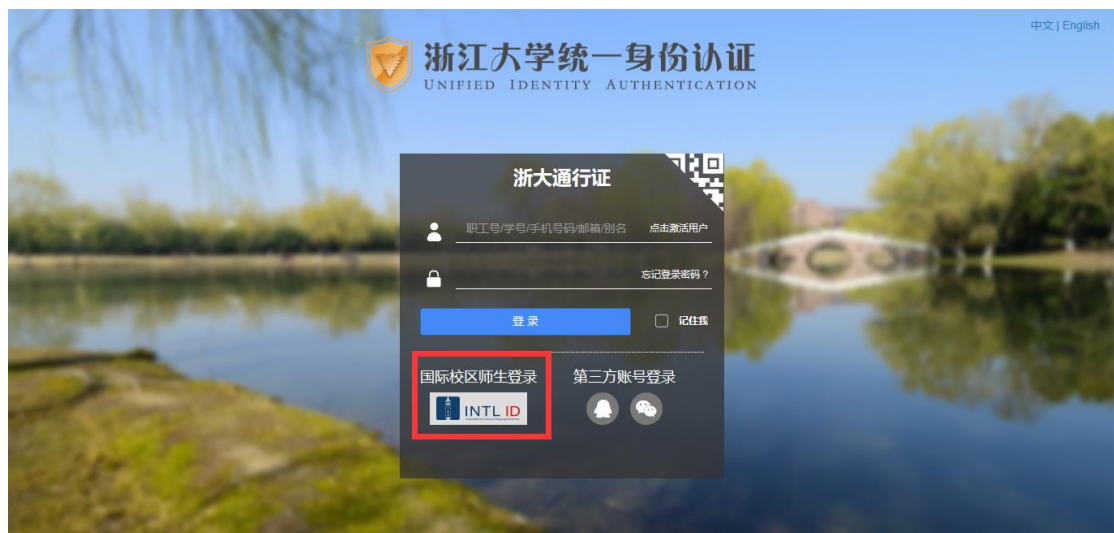 中文 | English
浙江大学统一身份认证
UNIFIED IDENTITY AUTHENTICATION
浙大通行证
职工号/学号/手机号码/邮箱/别名 点击激活用户
忘记登录密码？
登 录 记住我
国际校区师生登录 第三方账号登录
INTL ID